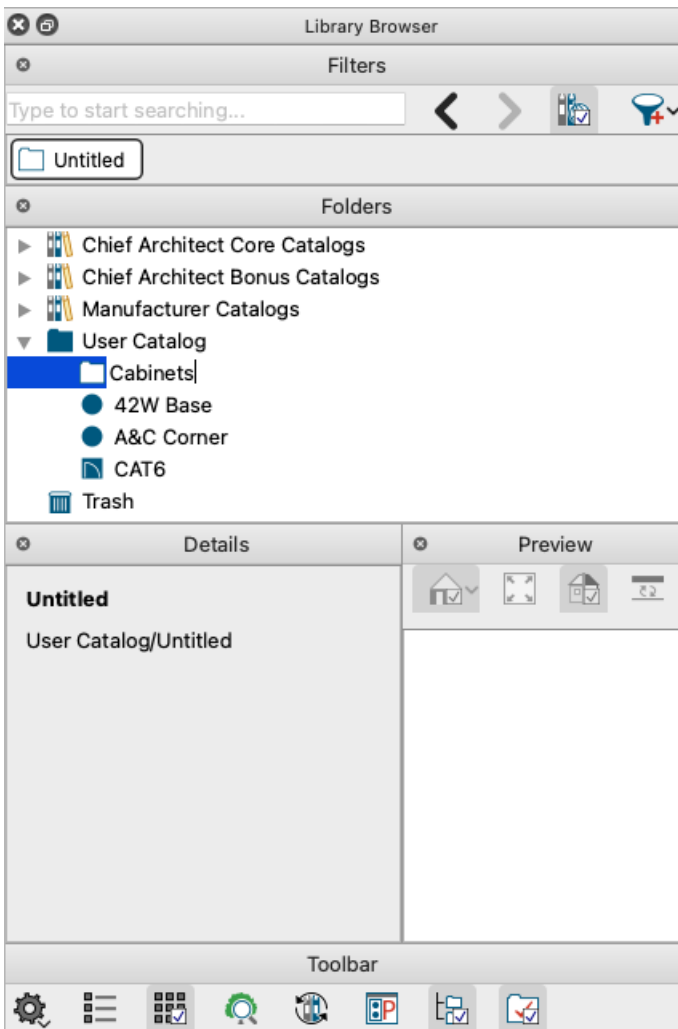 Library Browser
Filters
Type to start searching...
Untitled
Folders
Chief Architect Core Catalogs
Chief Architect Bonus Catalogs
Manufacturer Catalogs
User Catalog
Cabinets
42W Base
A&C Corner
CAT6
Trash
Details
Preview
Untitled
User Catalog/Untitled
Toolbar
P